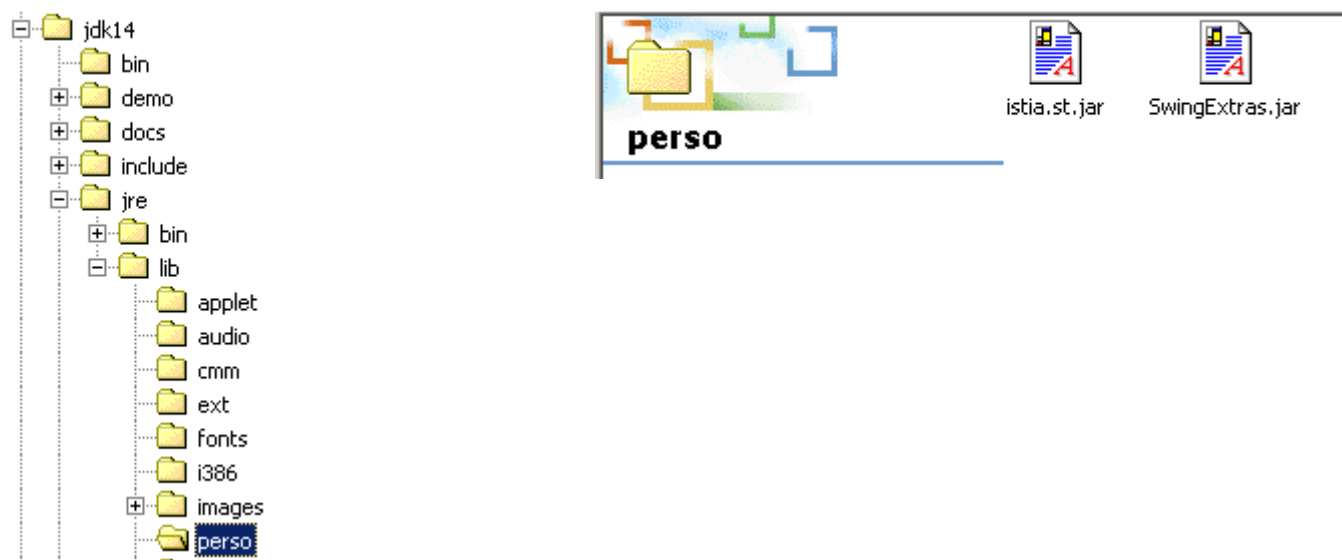 jdk14
bin
demo
docs
include
jre
bin
lib
applet
audio
cmm
ext
fonts
i386
images
perso
perso
istia.st.jar
SwingExtras.jar